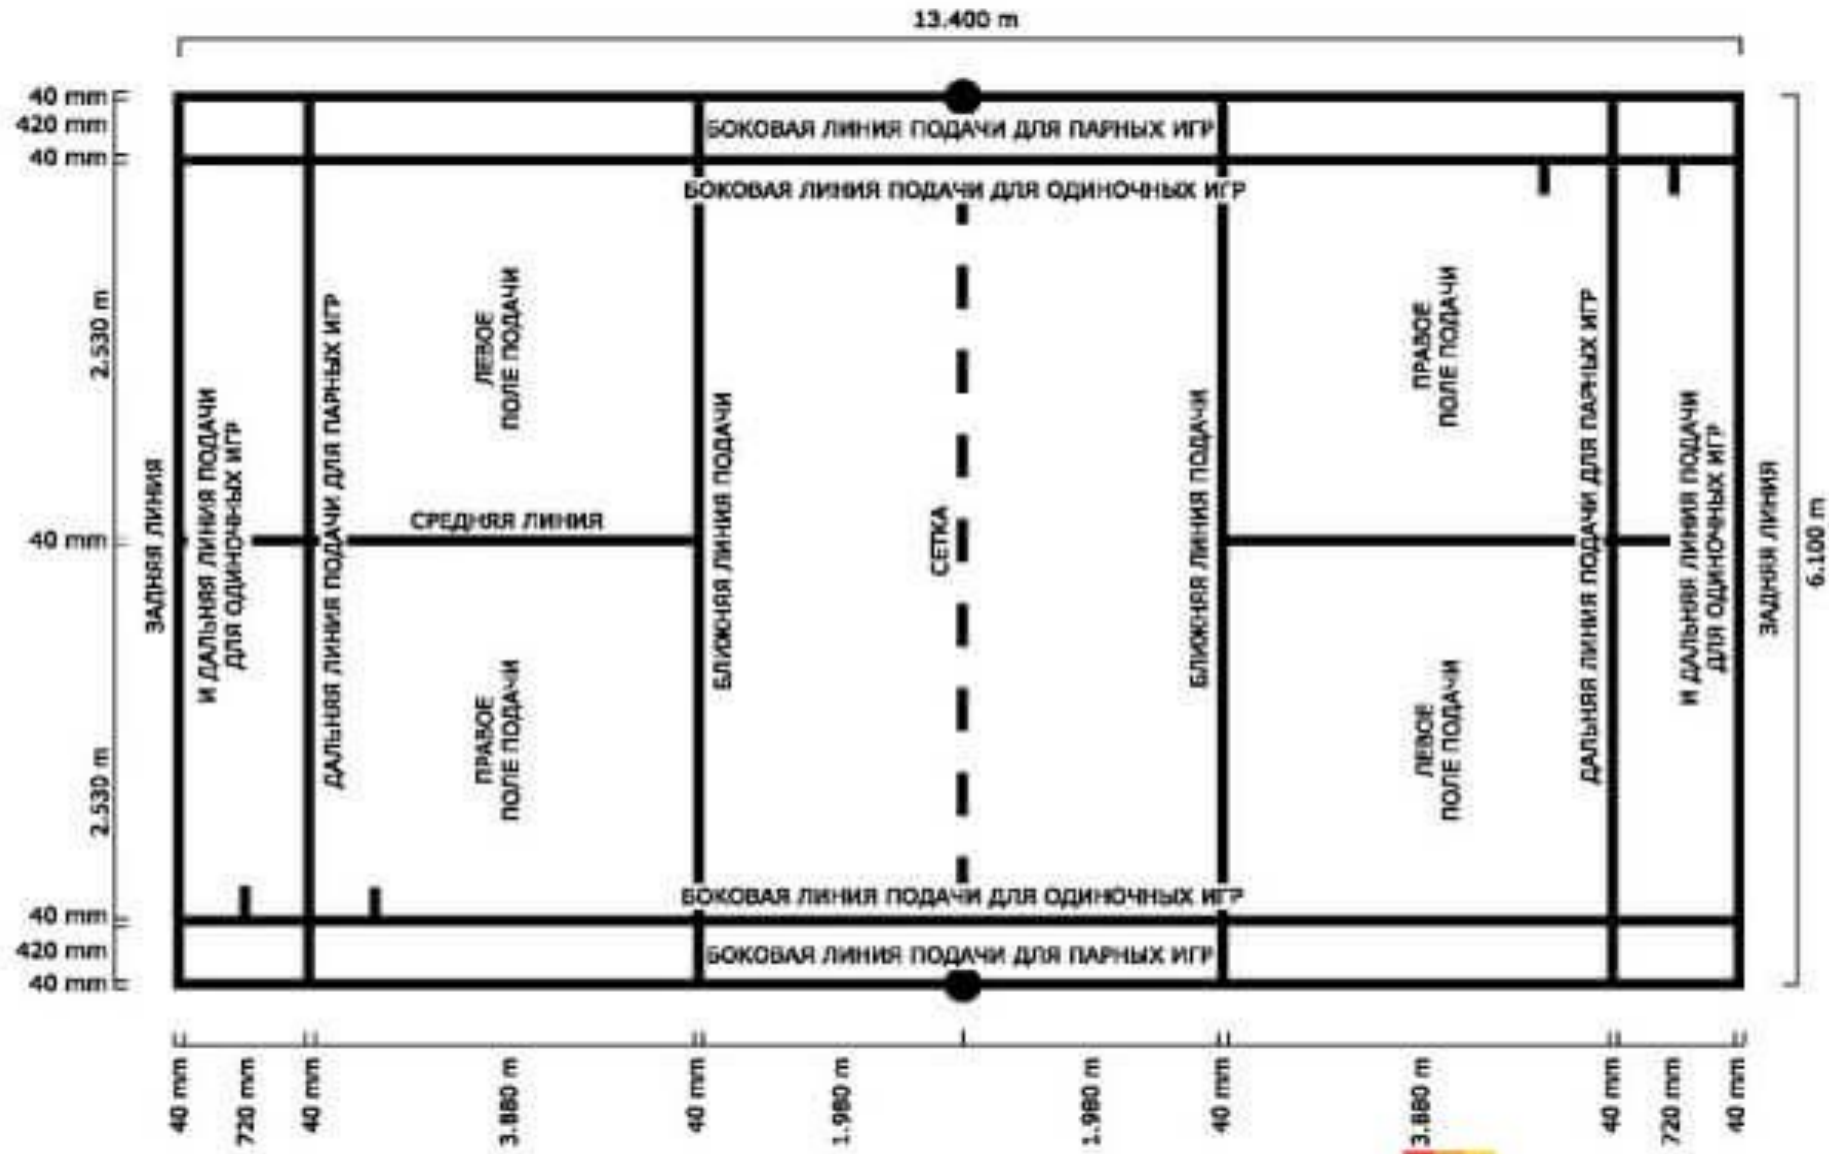 13.400 m
40 mm
420 mm
40 mm
2.530 m
40 mm
2.530 m
40 mm
420 mm
40 mm
БОКОВАЯ ЛИНИЯ ПОДАЧИ ДЛЯ ПАРНЫХ ИГР
БОКОВАЯ ЛИНИЯ ПОДАЧИ ДЛЯ ОДИНОЧНЫХ ИГР
ЗАДНЯЯ ЛИНИЯ
И ДАЛЬНЯЯ ЛИНИЯ ПОДАЧИ
ДЛЯ ОДИНОЧНЫХ ИГР
ДАЛЬНЯЯ ЛИНИЯ ПОДАЧИ ДЛЯ ПАРНЫХ ИГР
ЛЕВОЕ
ПОЛЕ ПОДАЧИ
СРЕДНЯЯ ЛИНИЯ
ПРАВОЕ
ПОЛЕ ПОДАЧИ
БЛИЖНЯЯ ЛИНИЯ ПОДАЧИ
СЕТКА
БЛИЖНЯЯ ЛИНИЯ ПОДАЧИ
ПРАВОЕ
ПОЛЕ ПОДАЧИ
ЛЕВОЕ
ПОЛЕ ПОДАЧИ
ДАЛЬНЯЯ ЛИНИЯ ПОДАЧИ ДЛЯ ПАРНЫХ ИГР
И ДАЛЬНЯЯ ЛИНИЯ ПОДАЧИ
ДЛЯ ОДИНОЧНЫХ ИГР
ЗАДНЯЯ ЛИНИЯ
6.100 m
БОКОВАЯ ЛИНИЯ ПОДАЧИ ДЛЯ ОДИНОЧНЫХ ИГР
БОКОВАЯ ЛИНИЯ ПОДАЧИ ДЛЯ ПАРНЫХ ИГР
40 mm
720 mm
40 mm
3.880 m
40 mm
1.980 m
1.980 m
40 mm
3.880 m
40 mm
720 mm
40 mm